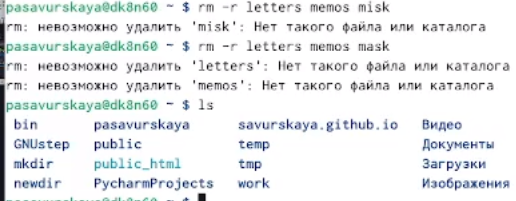 pasavurskaya@dk8n60 ~ $ rm -r letters memos misk
rm: невозможно удалить 'misk': Нет такого файла или каталога
pasavurskaya@dk8n60 ~ $ rm -r letters memos mask
rm: невозможно удалить 'letters': Нет такого файла или каталога
rm: невозможно удалить 'memos': Нет такого файла или каталога
pasavurskaya@dk8n60 ~ $ ls
bin pasavurskaya savurskaya.github.io Видео
GNUstep public temp Документы
mkdir public_html tmp Загрузки
newdir PycharmProjects work Изображения
pasavurskaya@dk8n60 ~ $